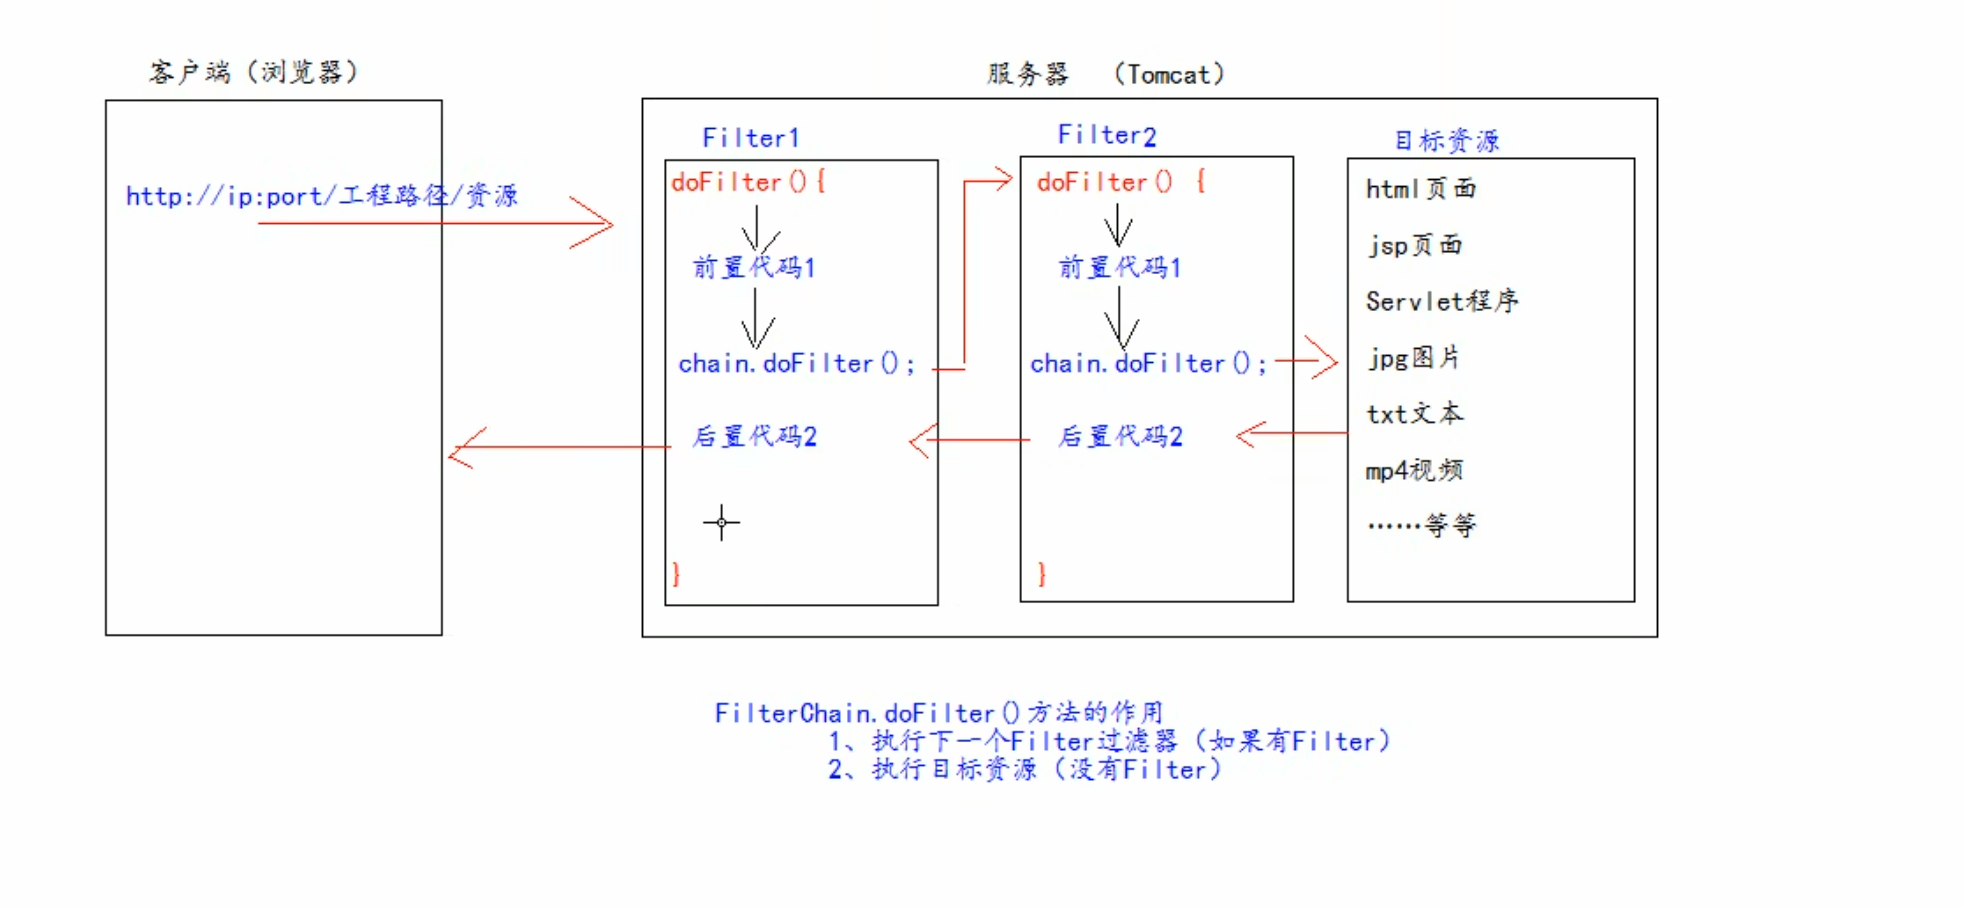 客户端（浏览器）
http://ip:port/工程路径/资源
服务器 （Tomcat）
Filter1
doFilter(){
前置代码1
chain.doFilter();
后置代码2
}
Filter2
doFilter() {
前置代码1
chain.doFilter();
后置代码2
}
目标资源
html页面
jsp页面
Servlet程序
jpg图片
txt文本
mp4视频
……等等
FilterChain.doFilter()方法的作用
1、执行下一个Filter过滤器（如果有Filter）
2、执行目标资源（没有Filter）